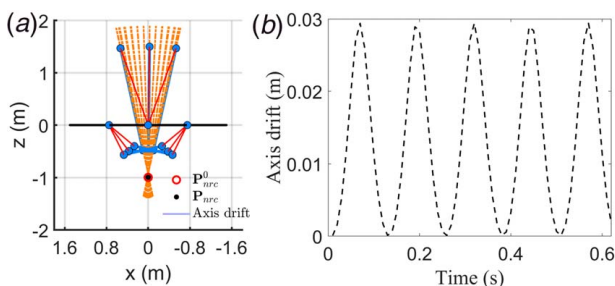 (a)
2
1
0
-1
-2
z (m)
1.6 0.8 0 -0.8 -1.6
x (m)
P⁰nrc
Pnrc
Axis drift
(b)
0.03
0.02
0.01
0
Axis drift (m)
0 0.2 0.4 0.6
Time (s)